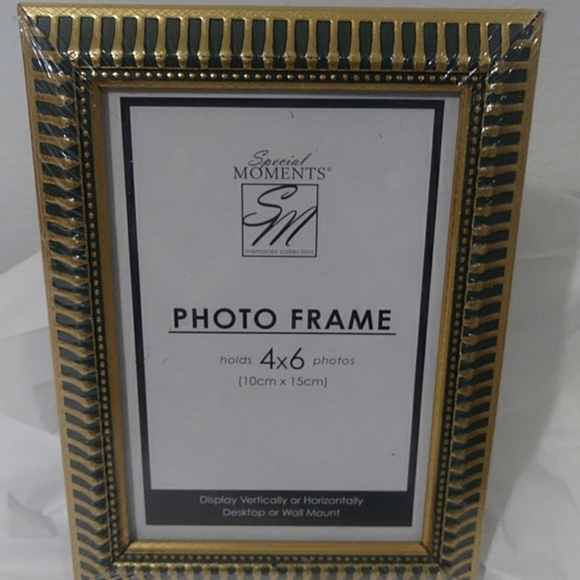 Special
MOMENTS®
SM
memories collection
PHOTO FRAME
holds 4x6 photos
(10cm x 15cm)
Display Vertically or Horizontally
Desktop or Wall Mount